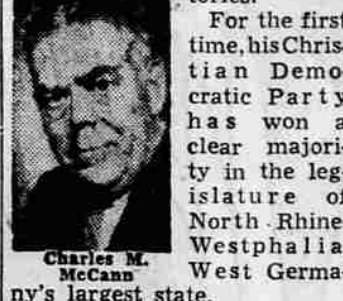 For the first
time, his Chris-
tian Demo-
cratic Party
has won a
clear majori-
ty in the leg-
islature of
North Rhine-
Westphalia
West Germa-
ny's largest state.
Charles M.
McCann